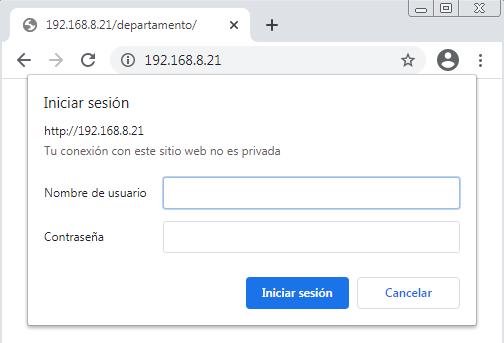 192.168.8.21/departamento/
192.168.8.21
Iniciar sesión
http://192.168.8.21
Tu conexión con este sitio web no es privada
Nombre de usuario
Contraseña
Iniciar sesión
Cancelar